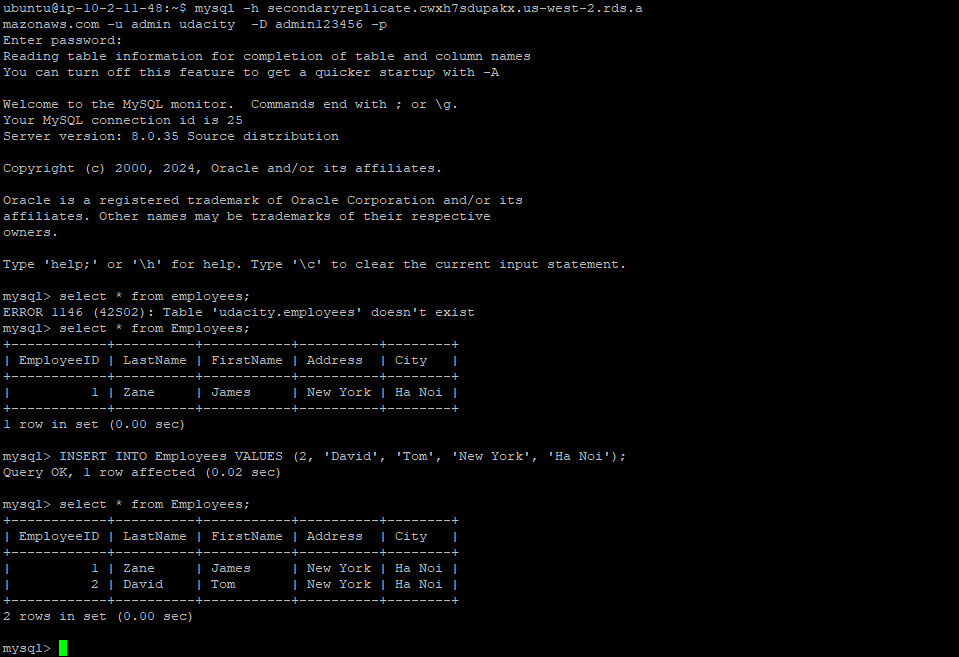 ubuntu@ip-10-2-11-48:~$ mysql -h secondaryreplicate.cwxh7sdupakx.us-west-2.rds.a
mazonaws.com -u admin udacity  -D admin123456 -p
Enter password:
Reading table information for completion of table and column names
You can turn off this feature to get a quicker startup with -A

Welcome to the MySQL monitor.  Commands end with ; or \g.
Your MySQL connection id is 25
Server version: 8.0.35 Source distribution

Copyright (c) 2000, 2024, Oracle and/or its affiliates.

Oracle is a registered trademark of Oracle Corporation and/or its
affiliates. Other names may be trademarks of their respective
owners.

Type 'help;' or '\h' for help. Type '\c' to clear the current input statement.

mysql> select * from employees;
ERROR 1146 (42S02): Table 'udacity.employees' doesn't exist
mysql> select * from Employees;
+------------+----------+-----------+----------+--------+
| EmployeeID | LastName | FirstName | Address  | City   |
+------------+----------+-----------+----------+--------+
|          1 | Zane     | James     | New York | Ha Noi |
+------------+----------+-----------+----------+--------+
1 row in set (0.00 sec)

mysql> INSERT INTO Employees VALUES (2, 'David', 'Tom', 'New York', 'Ha Noi');
Query OK, 1 row affected (0.02 sec)

mysql> select * from Employees;
+------------+----------+-----------+----------+--------+
| EmployeeID | LastName | FirstName | Address  | City   |
+------------+----------+-----------+----------+--------+
|          1 | Zane     | James     | New York | Ha Noi |
|          2 | David    | Tom       | New York | Ha Noi |
+------------+----------+-----------+----------+--------+
2 rows in set (0.00 sec)

mysql>